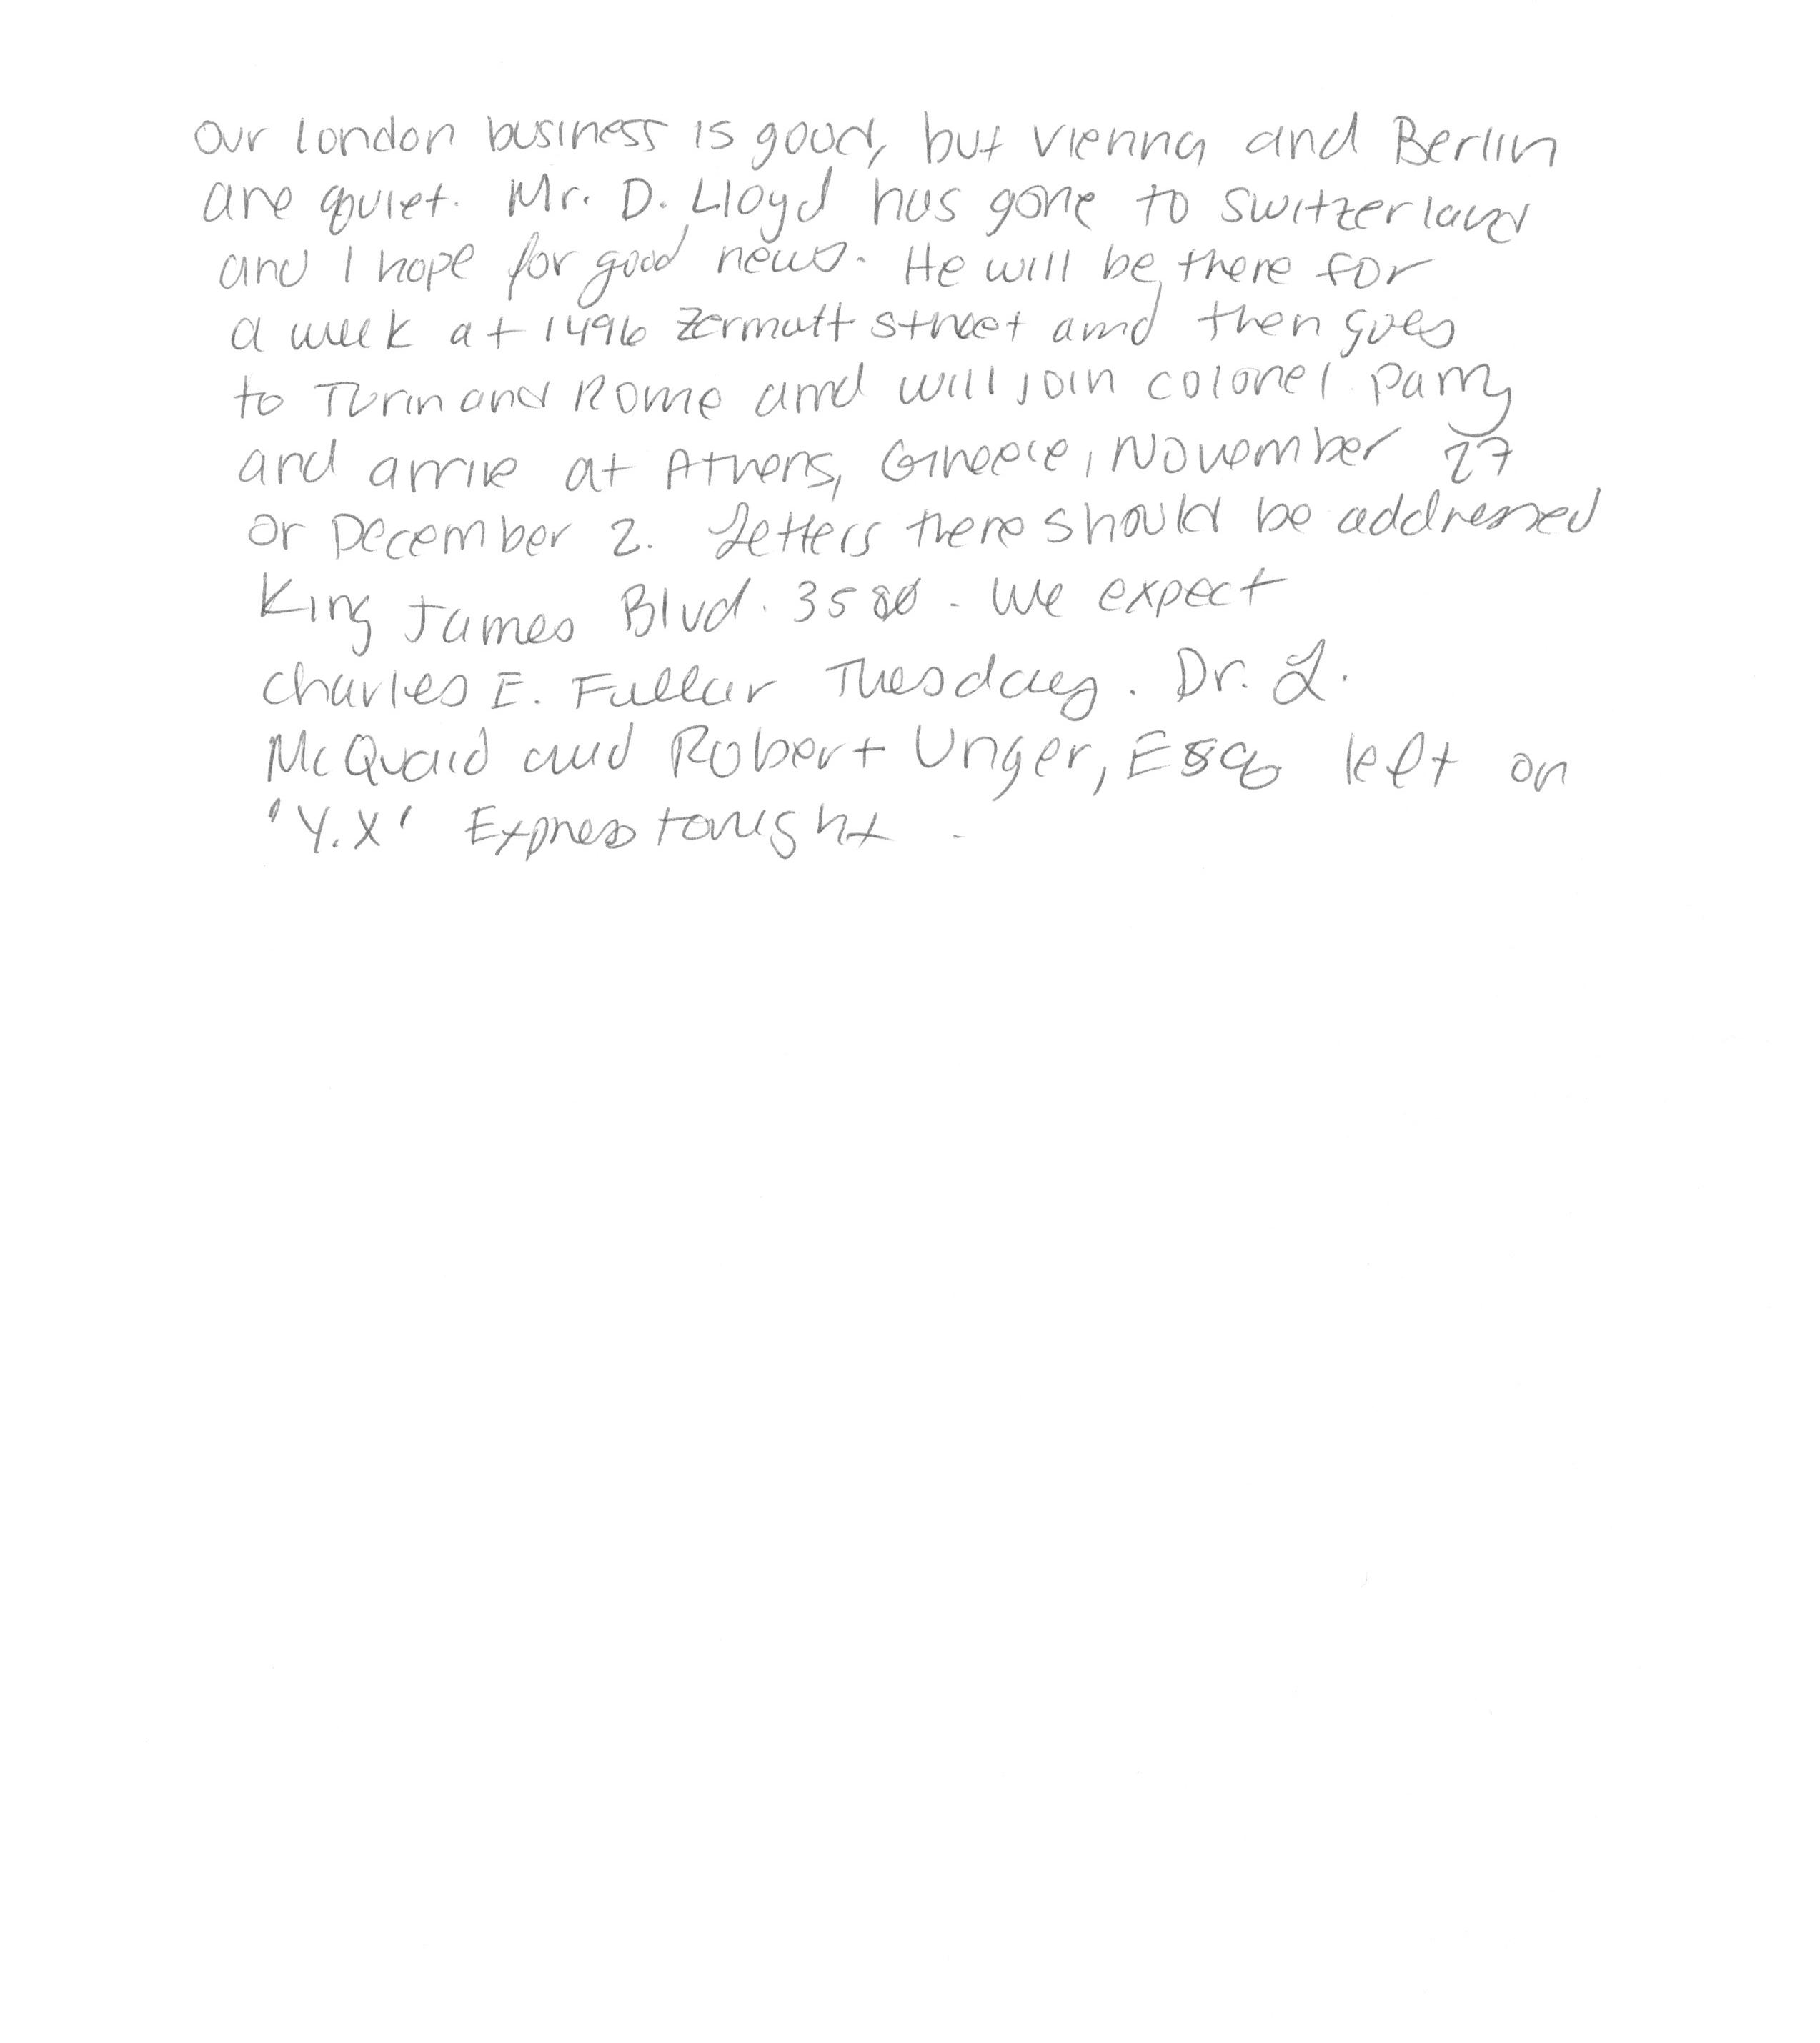 Our London business is good, but Vienna and Berlin
are quiet. Mr. D. Lloyd has gone to Switzerland
and I hope for good news. He will be there for
a week at 1496 Zermutt street and then goes
to Turin and Rome and will join colonel Parry
and arrive at Athens, Greece, November 27
or December 2. Letters there should be addressed
King James Blvd. 3580. We expect
Charles E. Fuller Tuesday. Dr. L.
McQuaid and Robert Unger, Esq left on
'Y.X' Express tonight.